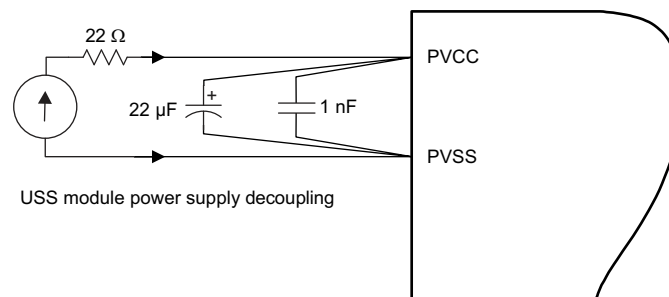 22 Ω
PVCC
+
22 µF
1 nF
PVSS
USS module power supply decoupling